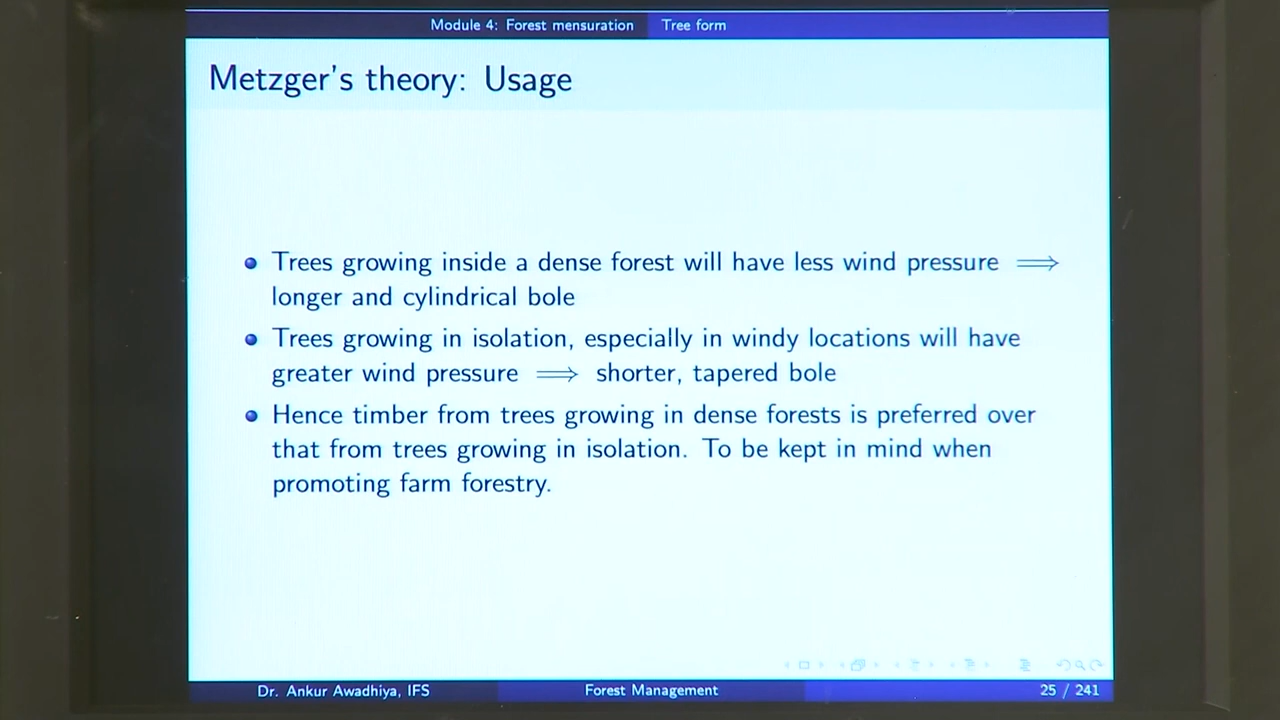 Module 4: Forest mensuration Tree form
Metzger's theory: Usage
Trees growing inside a dense forest will have less wind pressure ⟹
longer and cylindrical bole
Trees growing in isolation, especially in windy locations will have
greater wind pressure ⟹ shorter, tapered bole
Hence timber from trees growing in dense forests is preferred over
that from trees growing in isolation. To be kept in mind when
promoting farm forestry.
Dr. Ankur Awadhiya, IFS Forest Management 25 / 241